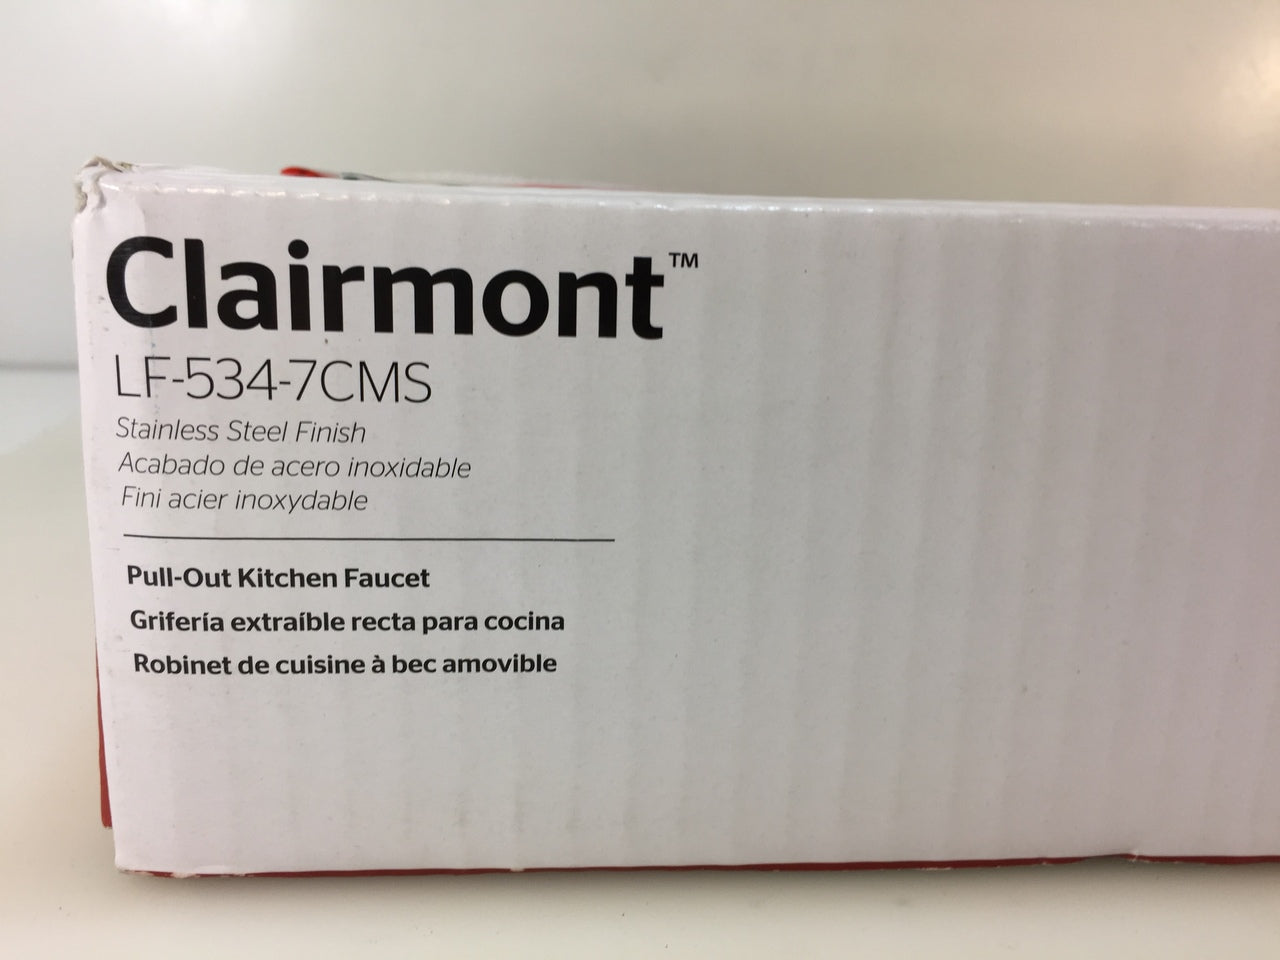 Clairmont™
LF-534-7CMS
Stainless Steel Finish
Acabado de acero inoxidable
Fini acier inoxydable
Pull-Out Kitchen Faucet
Grifería extraíble recta para cocina
Robinet de cuisine à bec amovible